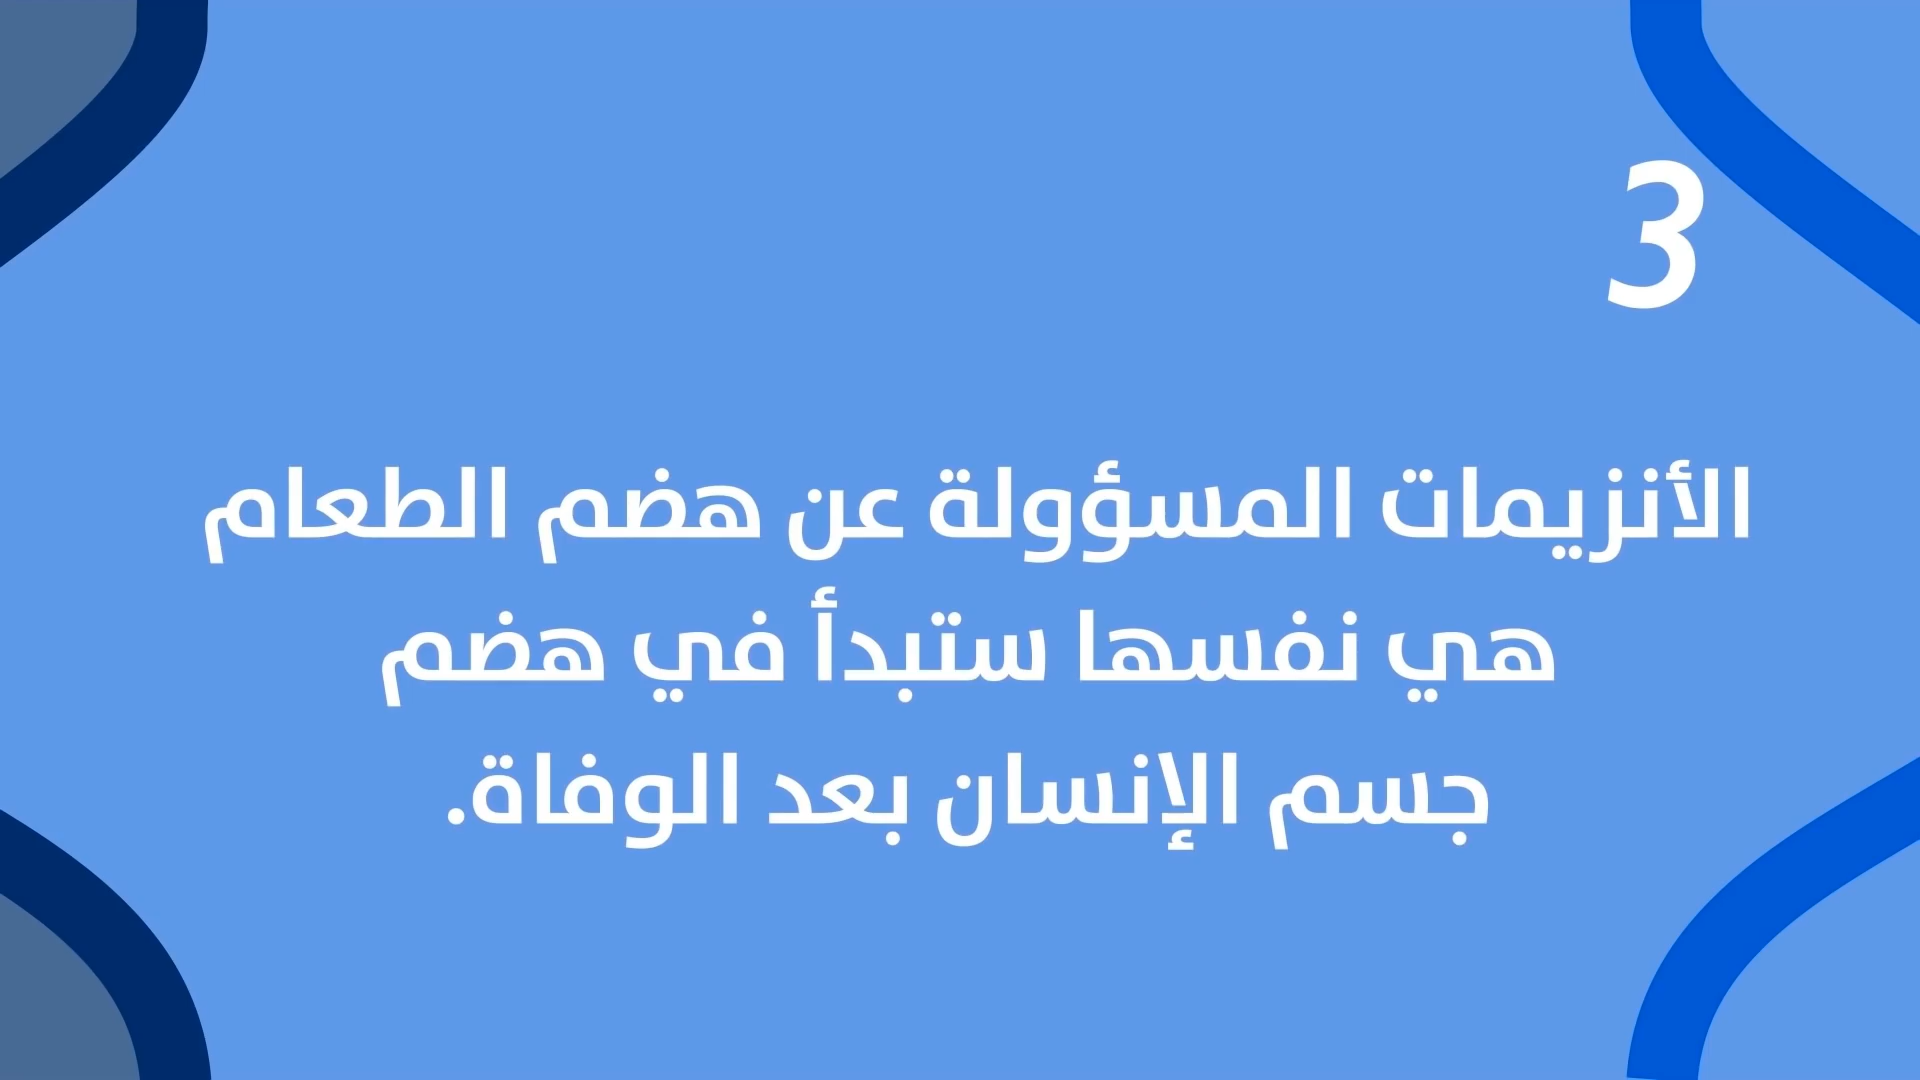 3
الأنزيمات المسؤولة عن هضم الطعام
هي نفسها ستبدأ في هضم
جسم الإنسان بعد الوفاة.